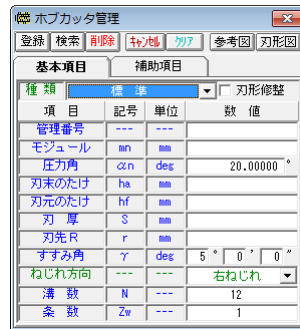 ホブカッタ管理
登録 検索 削除 ｷｬﾝｾﾙ ｸﾘｱ 参考図 刃形図
基本項目 補助項目
種類 標準 刃形修整
項目 記号 単位 数値
管理番号 --- ---
モジュール mn mm
圧力角 αn deg 20.00000 °
刃末のたけ ha mm
刃元のたけ hf mm
刃厚 S mm
刃先R r mm
すすみ角 γ deg 5 ° 0 ' 0 "
ねじれ方向 --- --- 右ねじれ
溝数 N 12
条数 Zw 1